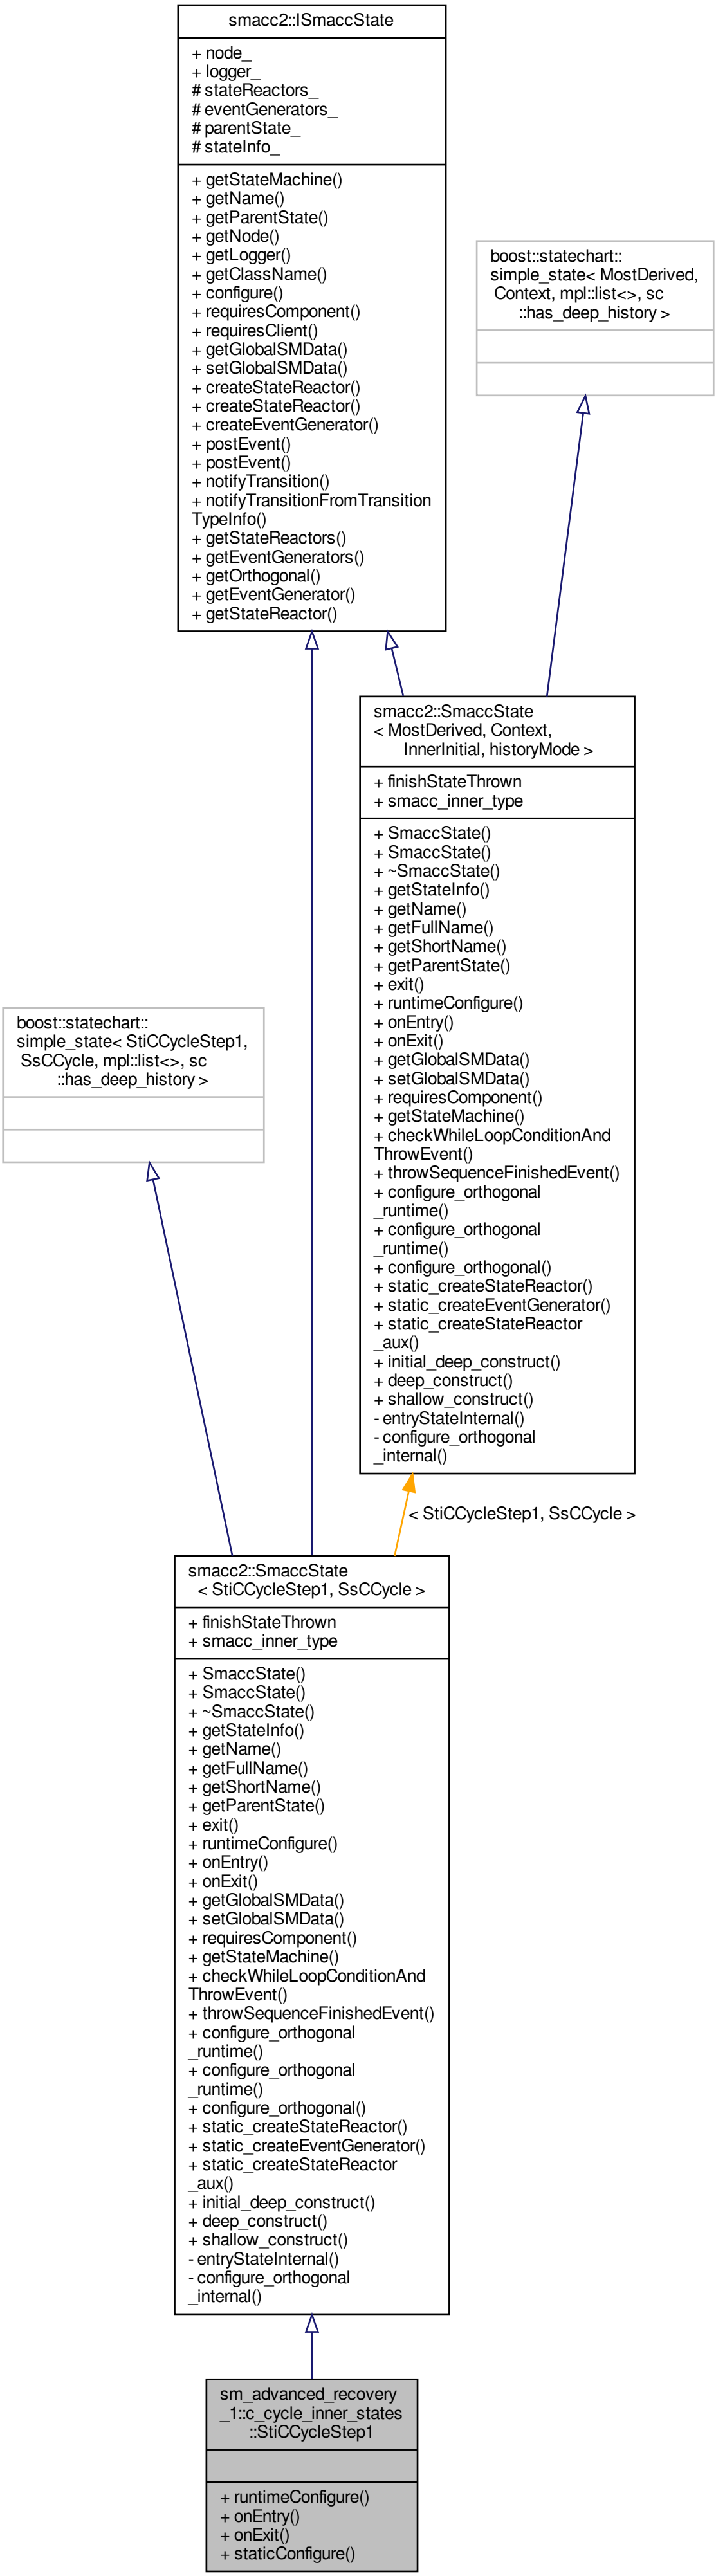 smacc2::ISmaccState
+ node_
+ logger_
# stateReactors_
# eventGenerators_
# parentState_
# stateInfo_
+ getStateMachine()
+ getName()
+ getParentState()
+ getNode()
+ getLogger()
+ getClassName()
+ configure()
+ requiresComponent()
+ requiresClient()
+ getGlobalSMData()
+ setGlobalSMData()
+ createStateReactor()
+ createStateReactor()
+ createEventGenerator()
+ postEvent()
+ postEvent()
+ notifyTransition()
+ notifyTransitionFromTransition
TypeInfo()
+ getStateReactors()
+ getEventGenerators()
+ getOrthogonal()
+ getEventGenerator()
+ getStateReactor()
boost::statechart::
simple_state< MostDerived,
Context, mpl::list<>, sc
::has_deep_history >
smacc2::SmaccState
< MostDerived, Context,
InnerInitial, historyMode >
+ finishStateThrown
+ smacc_inner_type
+ SmaccState()
+ SmaccState()
+ ~SmaccState()
+ getStateInfo()
+ getName()
+ getFullName()
+ getShortName()
+ getParentState()
+ exit()
+ runtimeConfigure()
+ onEntry()
+ onExit()
+ getGlobalSMData()
+ setGlobalSMData()
+ requiresComponent()
+ getStateMachine()
+ checkWhileLoopConditionAnd
ThrowEvent()
+ throwSequenceFinishedEvent()
+ configure_orthogonal
_runtime()
+ configure_orthogonal
_runtime()
+ configure_orthogonal()
+ static_createStateReactor()
+ static_createEventGenerator()
+ static_createStateReactor
_aux()
+ initial_deep_construct()
+ deep_construct()
+ shallow_construct()
- entryStateInternal()
- configure_orthogonal
_internal()
boost::statechart::
simple_state< StiCCycleStep1,
SsCCycle, mpl::list<>, sc
::has_deep_history >
< StiCCycleStep1, SsCCycle >
smacc2::SmaccState
< StiCCycleStep1, SsCCycle >
+ finishStateThrown
+ smacc_inner_type
+ SmaccState()
+ SmaccState()
+ ~SmaccState()
+ getStateInfo()
+ getName()
+ getFullName()
+ getShortName()
+ getParentState()
+ exit()
+ runtimeConfigure()
+ onEntry()
+ onExit()
+ getGlobalSMData()
+ setGlobalSMData()
+ requiresComponent()
+ getStateMachine()
+ checkWhileLoopConditionAnd
ThrowEvent()
+ throwSequenceFinishedEvent()
+ configure_orthogonal
_runtime()
+ configure_orthogonal
_runtime()
+ configure_orthogonal()
+ static_createStateReactor()
+ static_createEventGenerator()
+ static_createStateReactor
_aux()
+ initial_deep_construct()
+ deep_construct()
+ shallow_construct()
- entryStateInternal()
- configure_orthogonal
_internal()
sm_advanced_recovery
_1::c_cycle_inner_states
::StiCCycleStep1
+ runtimeConfigure()
+ onEntry()
+ onExit()
+ staticConfigure()